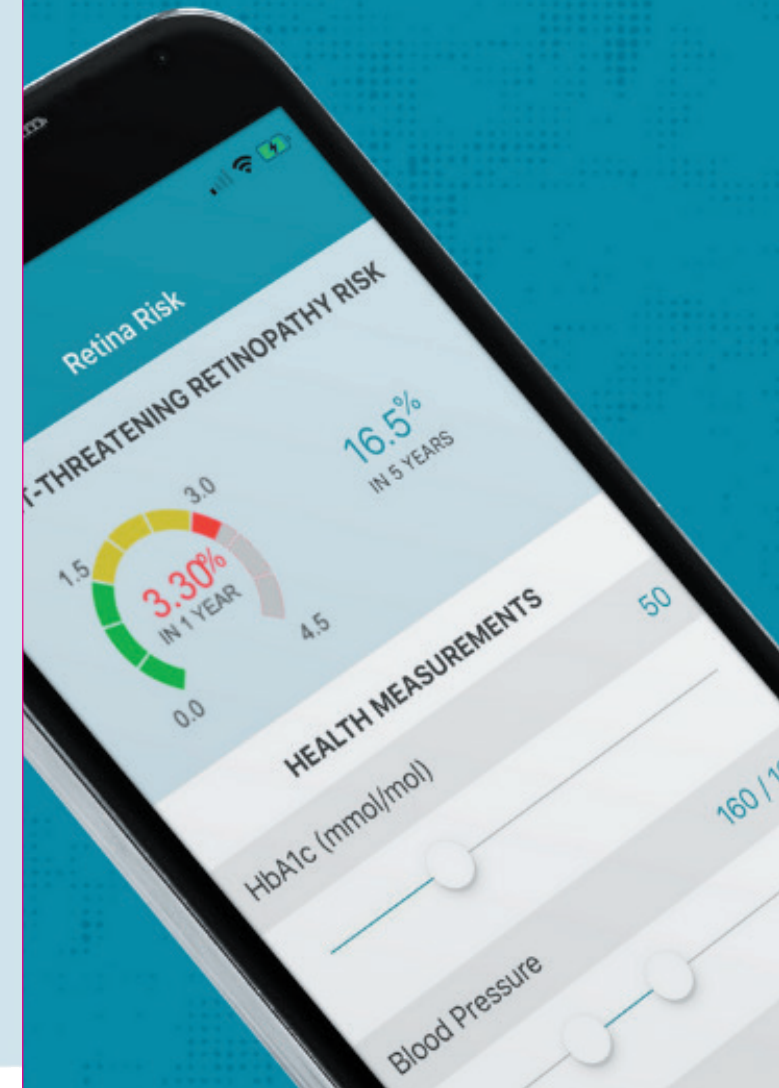 Retina Risk
T-THREATENING RETINOPATHY RISK
3.0
1.5
3.30%
IN 1 YEAR
4.5
0.0
16.5%
IN 5 YEARS
HEALTH MEASUREMENTS
HbA1c (mmol/mol)
50
Blood Pressure
160 /